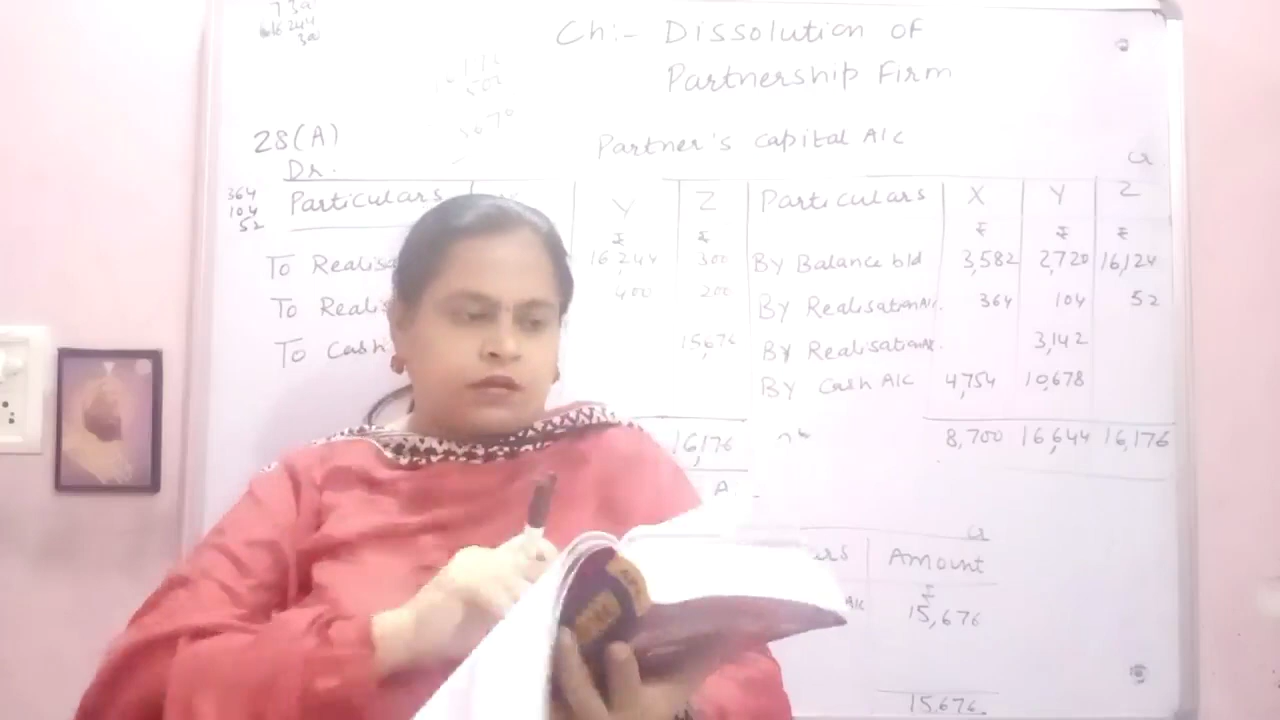 Ch:- Dissolution of
Partnership Firm
28(A)
Partner's Capital A/c
Dr.
Cr.
364
104
52
Particulars Y Z Particulars X Y Z
₹ ₹ ₹ ₹ ₹
To Realisa 16,244 300 By Balance b/d 3,582 2,720 16,124
To Realis 400 200 By Realisation A/c. 364 104 52
To Cash 15,676 By Realisation A/c. 3,142
By Cash A/c 4,754 10,678
16,176 8,700 16,644 16,176
A
Cr
Amount
₹
A/c 15,676
15,676